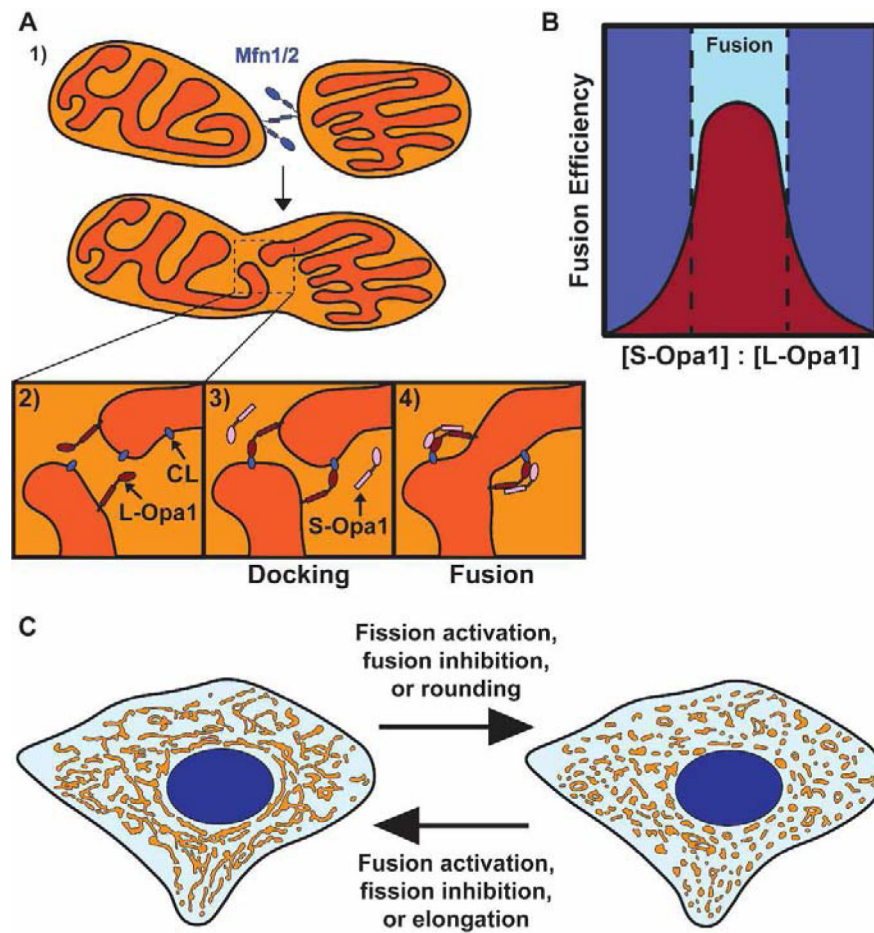 A
1)
Mfn1/2
2)
CL
L-Opa1
3)
S-Opa1
4)
Docking
Fusion
B
Fusion
Fusion Efficiency
[S-Opa1] : [L-Opa1]
C
Fission activation,
fusion inhibition,
or rounding
Fusion activation,
fission inhibition,
or elongation